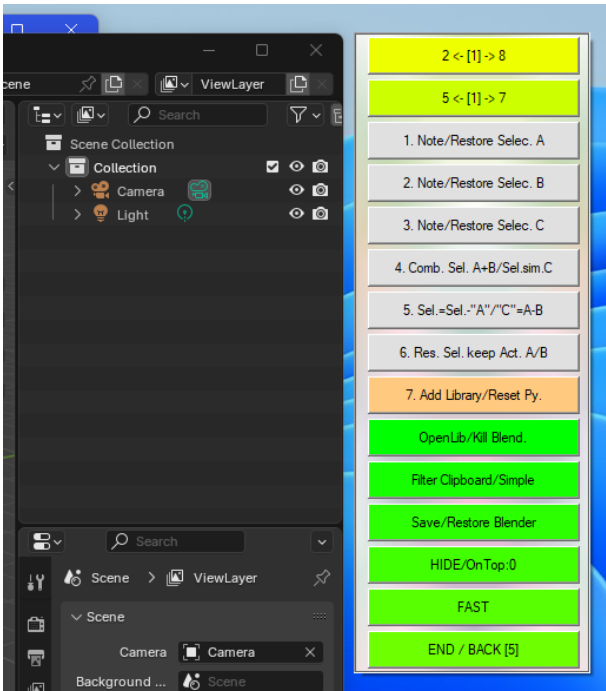 cene
ViewLayer
Search
Scene Collection
Collection
Camera
Light
Search
Scene > ViewLayer
Scene
Camera Camera
Background ... Scene
2 <- [1] -> 8
5 <- [1] -> 7
1. Note/Restore Selec. A
2. Note/Restore Selec. B
3. Note/Restore Selec. C
4. Comb. Sel. A+B/Sel.sim.C
5. Sel.=Sel.-"A"/"C"=A-B
6. Res. Sel. keep Act. A/B
7. Add Library/Reset Py.
OpenLib/Kill Blend.
Filter Clipboard/Simple
Save/Restore Blender
HIDE/OnTop:0
FAST
END / BACK [5]